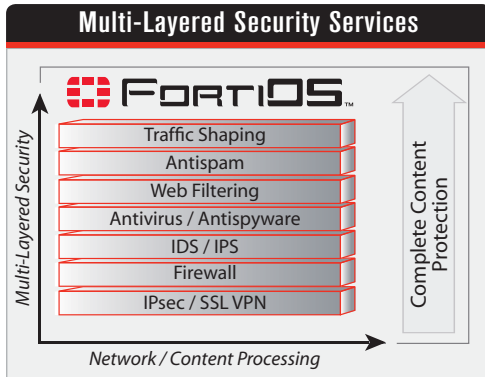 Multi-Layered Security Services
FORTIOS™
Traffic Shaping
Antispam
Web Filtering
Antivirus / Antispyware
IDS / IPS
Firewall
IPsec / SSL VPN
Multi-Layered Security
Network / Content Processing
Complete Content
Protection